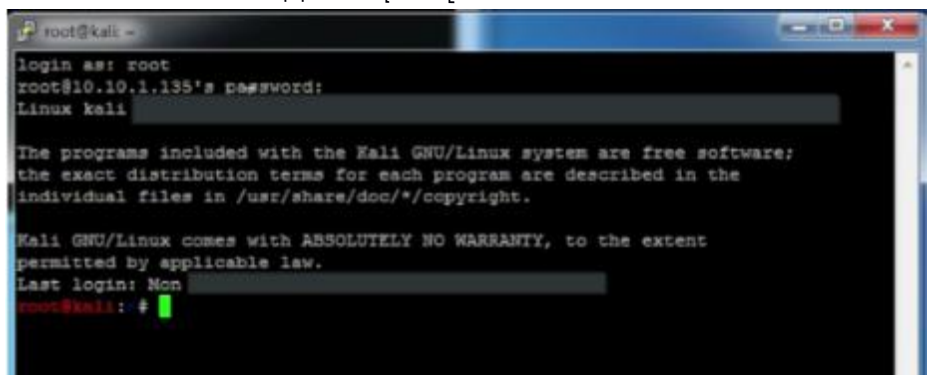 root@kali: ~
login as: root
root@10.10.1.135's password:
Linux kali
The programs included with the Kali GNU/Linux system are free software;
the exact distribution terms for each program are described in the
individual files in /usr/share/doc/*/copyright.
Kali GNU/Linux comes with ABSOLUTELY NO WARRANTY, to the extent
permitted by applicable law.
Last login: Mon
root@kali:~#